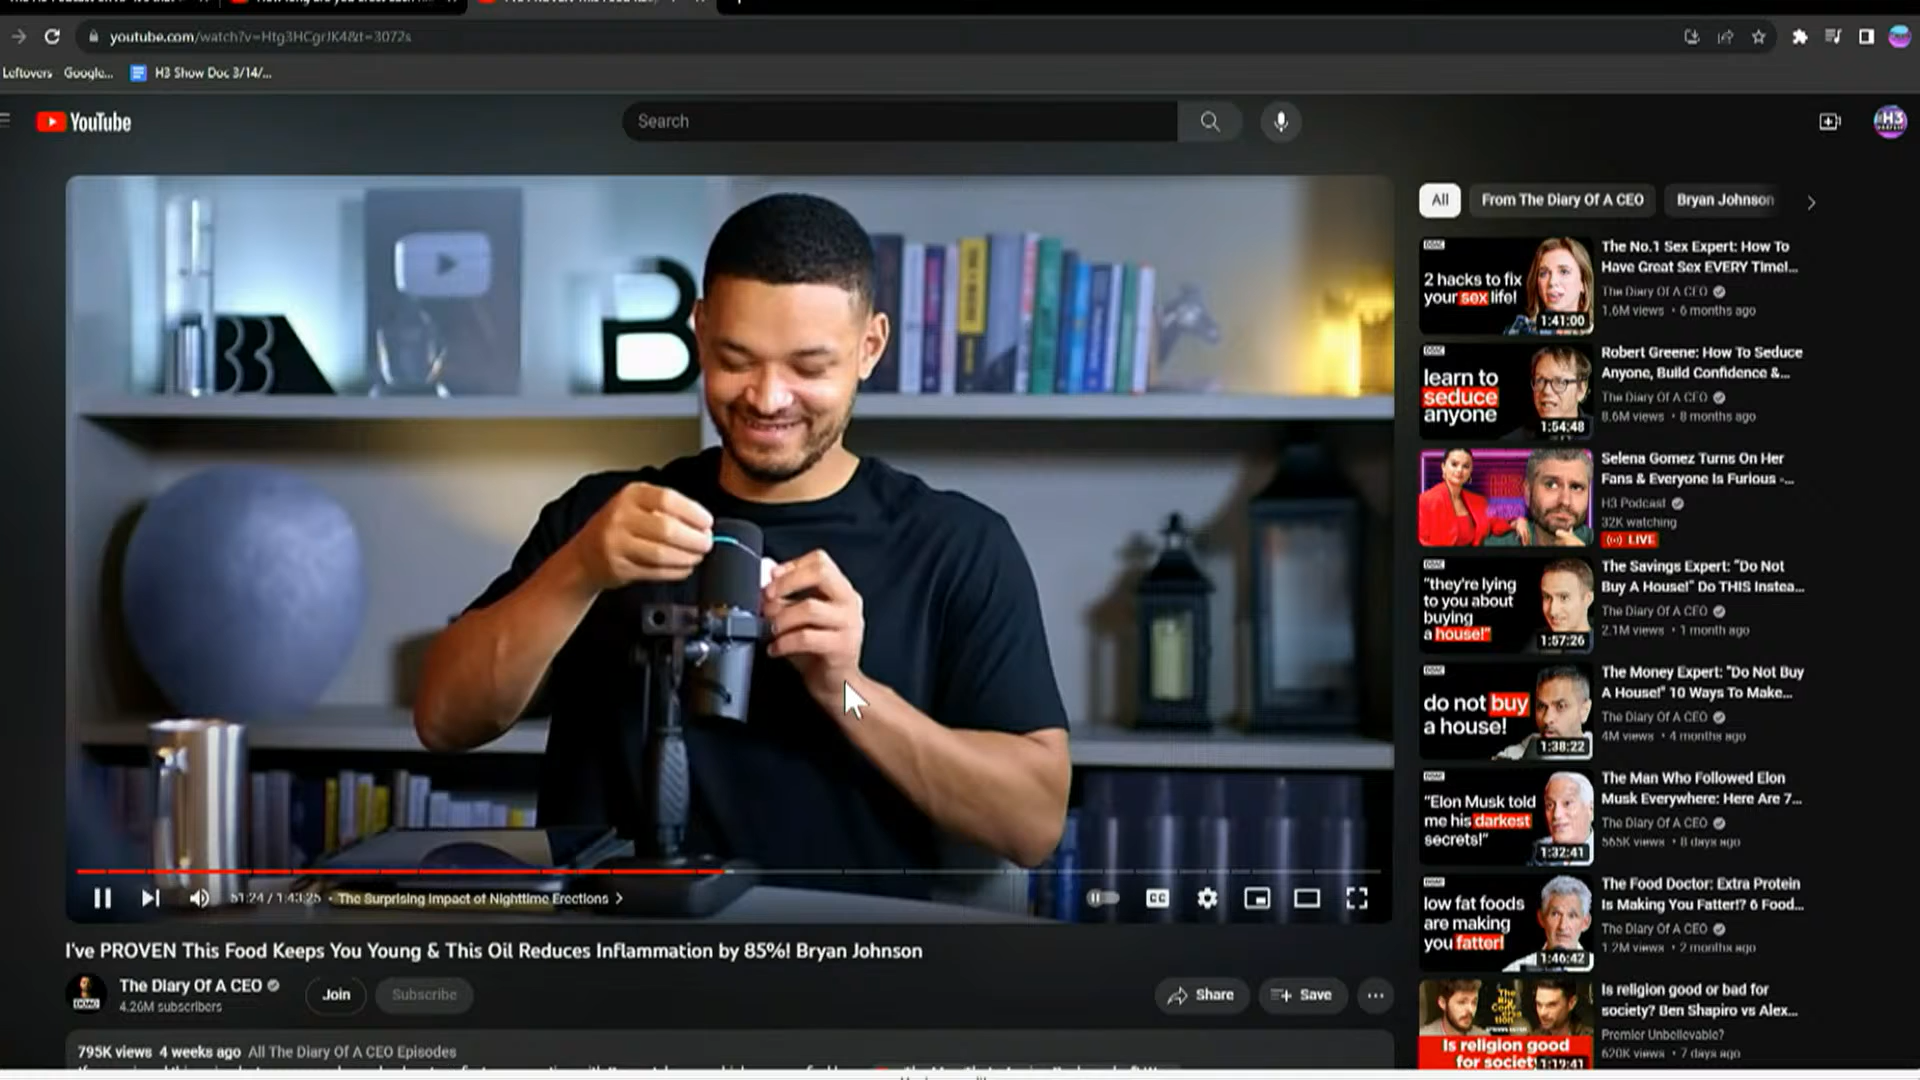 youtube.com/watch?v=Htg3HCgrJK4&t=3072s
Leftovers
Google...
H3 Show Doc 3/14/...
YouTube
Search
H3
All
From The Diary Of A CEO
Bryan Johnson
51:24 / 1:43:25 • The Surprising Impact of Nighttime Erections
CC
I've PROVEN This Food Keeps You Young & This Oil Reduces Inflammation by 85%! Bryan Johnson
The Diary Of A CEO
4.26M subscribers
Join
Subscribe
Share
Save
795K views 4 weeks ago All The Diary Of A CEO Episodes
2 hacks to fix
your sex life!
1:41:00
The No.1 Sex Expert: How To
Have Great Sex EVERY Time!...
The Diary Of A CEO
1.6M views • 6 months ago
learn to
seduce
anyone
1:54:48
Robert Greene: How To Seduce
Anyone, Build Confidence &...
The Diary Of A CEO
8.6M views • 8 months ago
Selena Gomez Turns On Her
Fans & Everyone Is Furious -...
H3 Podcast
32K watching
LIVE
"they're lying
to you about
buying
a house!"
1:57:26
The Savings Expert: "Do Not
Buy A House!" Do THIS Instea...
The Diary Of A CEO
2.1M views • 1 month ago
do not buy
a house!
1:38:22
The Money Expert: "Do Not Buy
A House!" 10 Ways To Make...
The Diary Of A CEO
4M views • 4 months ago
"Elon Musk told
me his darkest
secrets!"
1:32:41
The Man Who Followed Elon
Musk Everywhere: Here Are 7...
The Diary Of A CEO
565K views • 8 days ago
low fat foods
are making
you fatter!
1:46:42
The Food Doctor: Extra Protein
Is Making You Fatter!? 6 Food...
The Diary Of A CEO
1.2M views • 2 months ago
Is religion good
for society
1:19:41
Is religion good or bad for
society? Ben Shapiro vs Alex...
Premier Unbelievable?
620K views • 7 days ago